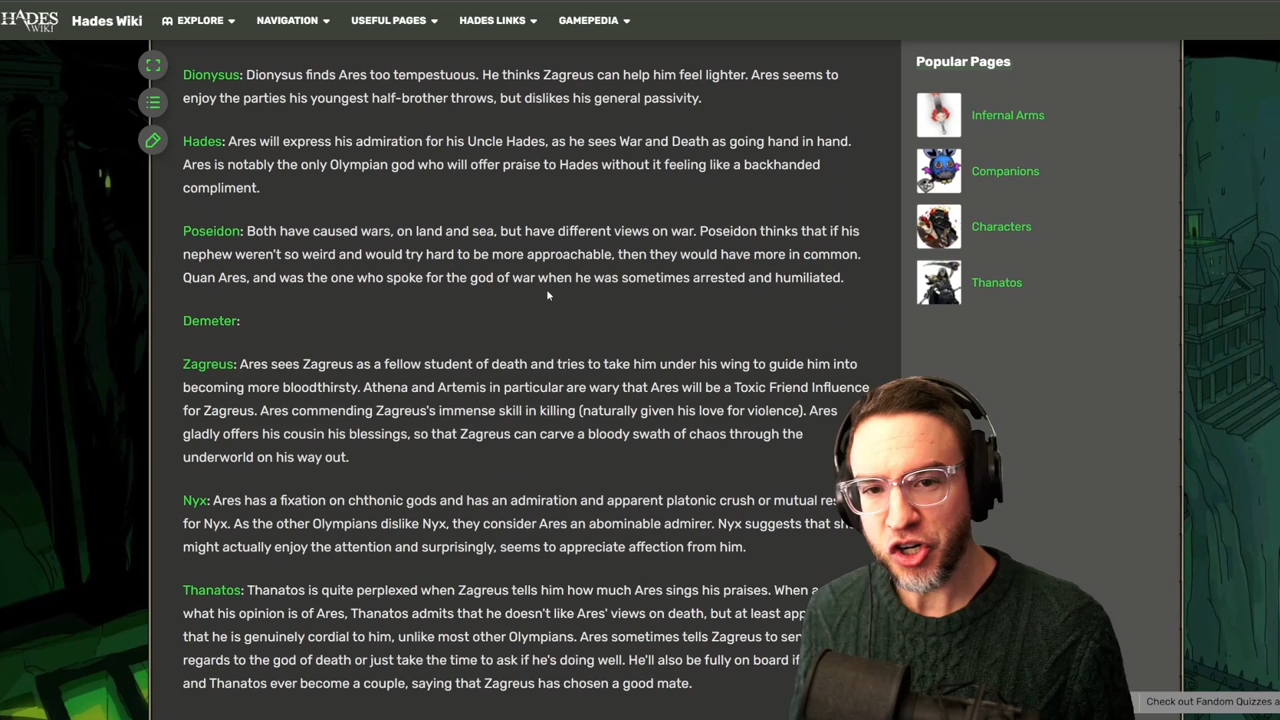 HADES
WIKI
Hades Wiki
EXPLORE
NAVIGATION
USEFUL PAGES
HADES LINKS
GAMEPEDIA
Dionysus: Dionysus finds Ares too tempestuous. He thinks Zagreus can help him feel lighter. Ares seems to
enjoy the parties his youngest half-brother throws, but dislikes his general passivity.
Hades: Ares will express his admiration for his Uncle Hades, as he sees War and Death as going hand in hand.
Ares is notably the only Olympian god who will offer praise to Hades without it feeling like a backhanded
compliment.
Poseidon: Both have caused wars, on land and sea, but have different views on war. Poseidon thinks that if his
nephew weren't so weird and would try hard to be more approachable, then they would have more in common.
Quan Ares, and was the one who spoke for the god of war when he was sometimes arrested and humiliated.
Demeter:
Zagreus: Ares sees Zagreus as a fellow student of death and tries to take him under his wing to guide him into
becoming more bloodthirsty. Athena and Artemis in particular are wary that Ares will be a Toxic Friend Influence
for Zagreus. Ares commending Zagreus's immense skill in killing (naturally given his love for violence). Ares
gladly offers his cousin his blessings, so that Zagreus can carve a bloody swath of chaos through the
underworld on his way out.
Nyx: Ares has a fixation on chthonic gods and has an admiration and apparent platonic crush or mutual
for Nyx. As the other Olympians dislike Nyx, they consider Ares an abominable admirer. Nyx suggests that
might actually enjoy the attention and surprisingly, seems to appreciate affection from him.
Thanatos: Thanatos is quite perplexed when Zagreus tells him how much Ares sings his praises. When
what his opinion is of Ares, Thanatos admits that he doesn't like Ares' views on death, but at least
that he is genuinely cordial to him, unlike most other Olympians. Ares sometimes tells Zagreus to
regards to the god of death or just take the time to ask if he's doing well. He'll also be fully on board if
and Thanatos ever become a couple, saying that Zagreus has chosen a good mate.
Popular Pages
Infernal Arms
Companions
Characters
Thanatos
Check out Fandom Quizzes